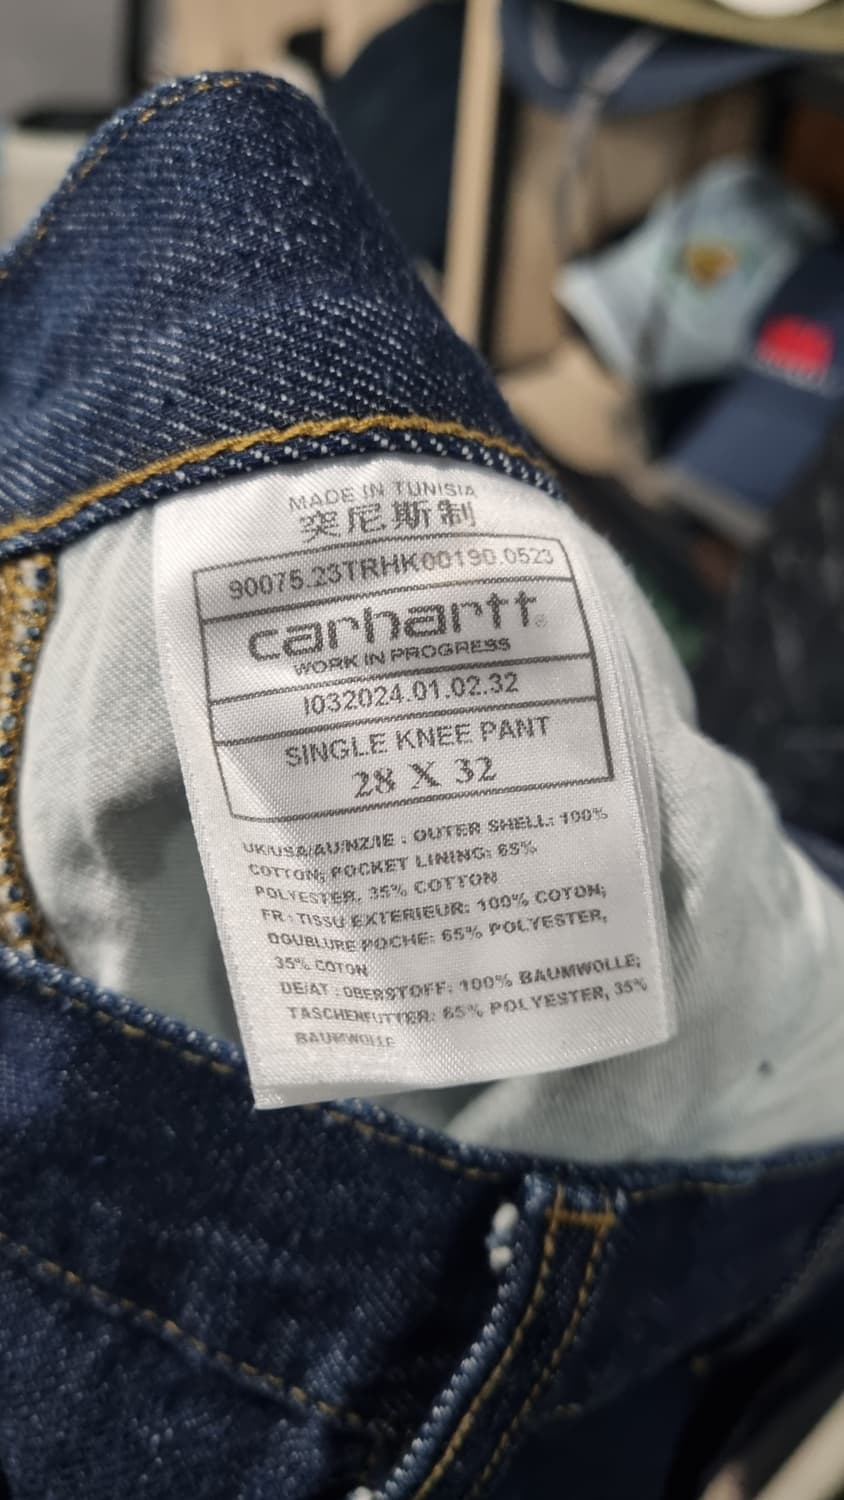 MADE IN TUNISIA
突尼斯制
90075.23TRHK00190.0523
carhartt®
WORK IN PROGRESS
I032024.01.02.32
SINGLE KNEE PANT
28 X 32
UK/USA/AU/NZ/IE : OUTER SHELL: 100%
COTTON; POCKET LINING: 65%
POLYESTER, 35% COTTON
FR : TISSU EXTERIEUR: 100% COTON;
DOUBLURE POCHE: 65% POLYESTER,
35% COTON
DE/AT : OBERSTOFF: 100% BAUMWOLLE;
TASCHENFUTTER: 65% POLYESTER, 35%
BAUMWOLLE